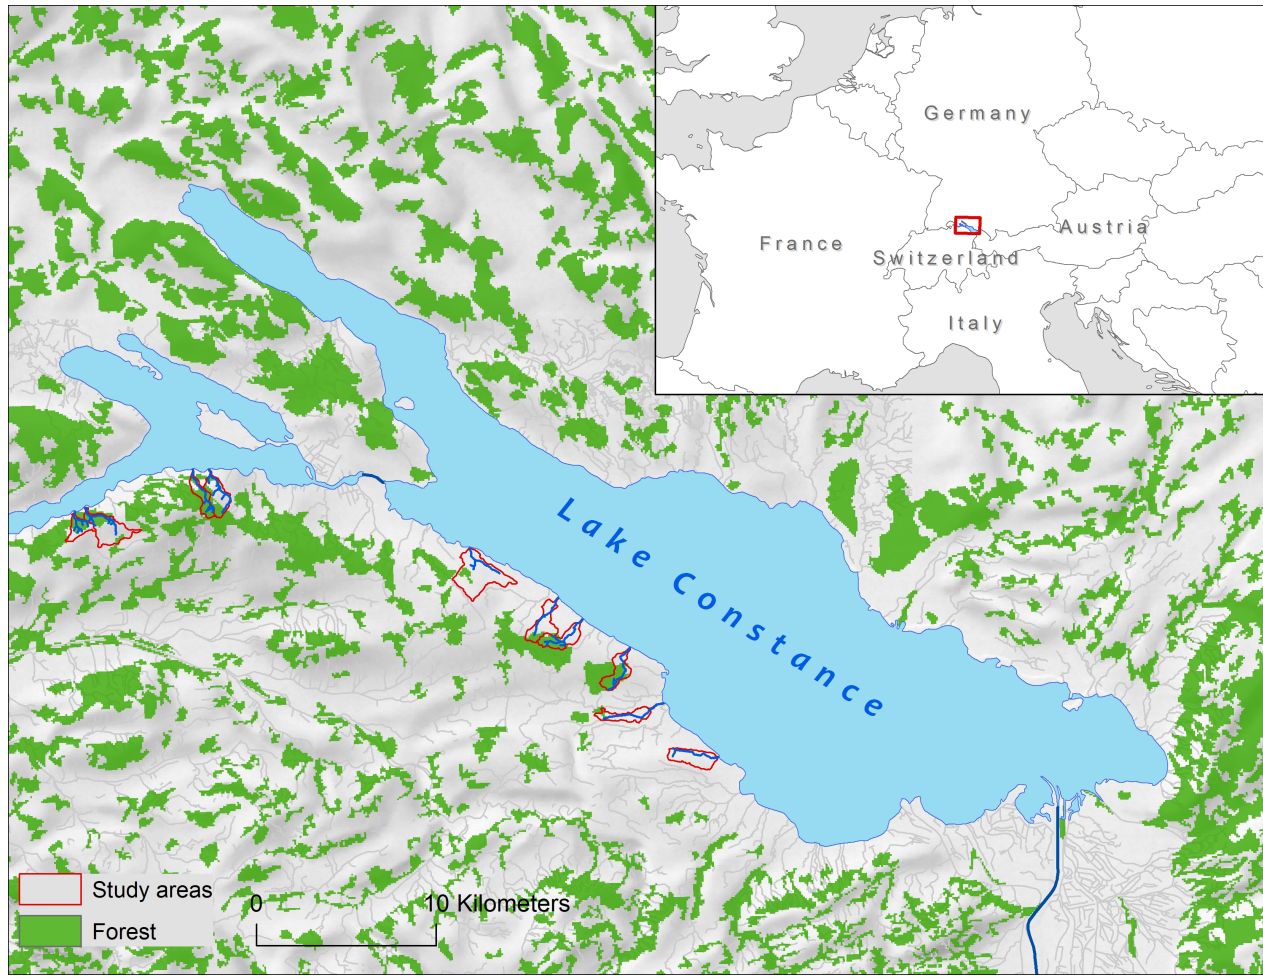 Germany
Austria
France
Switzerland
Italy
Lake Constance
Study areas
Forest
0
10 Kilometers